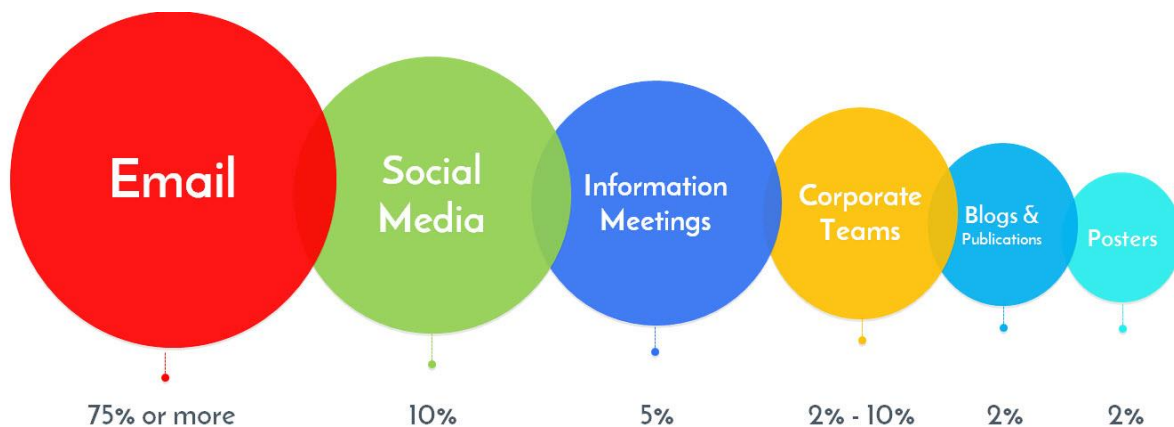 Email
Social
Media
Information
Meetings
Corporate
Teams
Blogs &
Publications
Posters
75% or more
10%
5%
2% - 10%
2%
2%